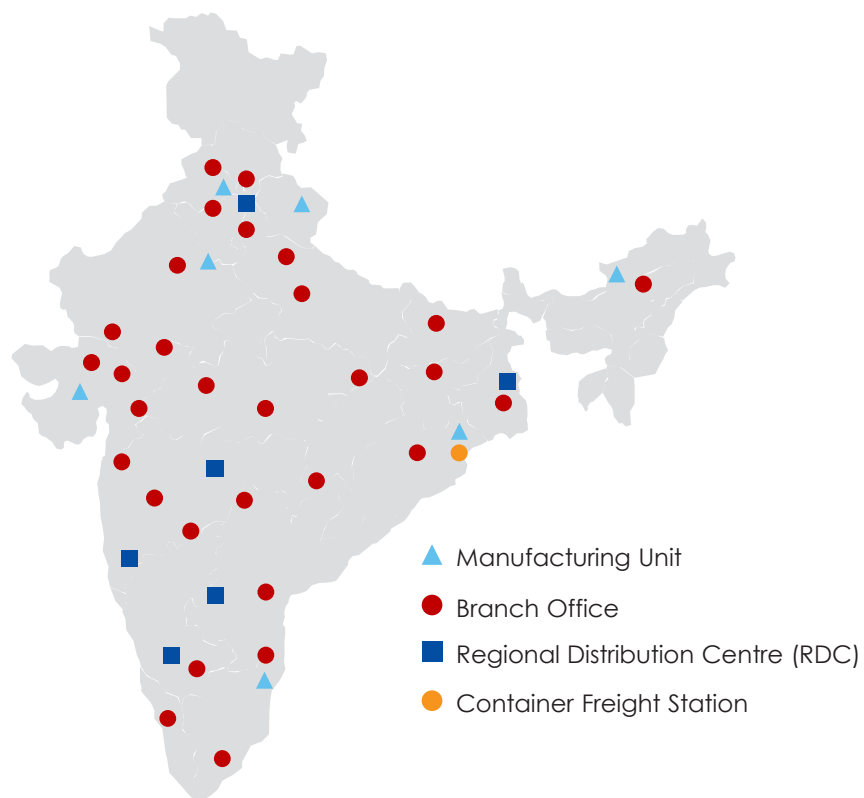 Manufacturing Unit
Branch Office
Regional Distribution Centre (RDC)
Container Freight Station